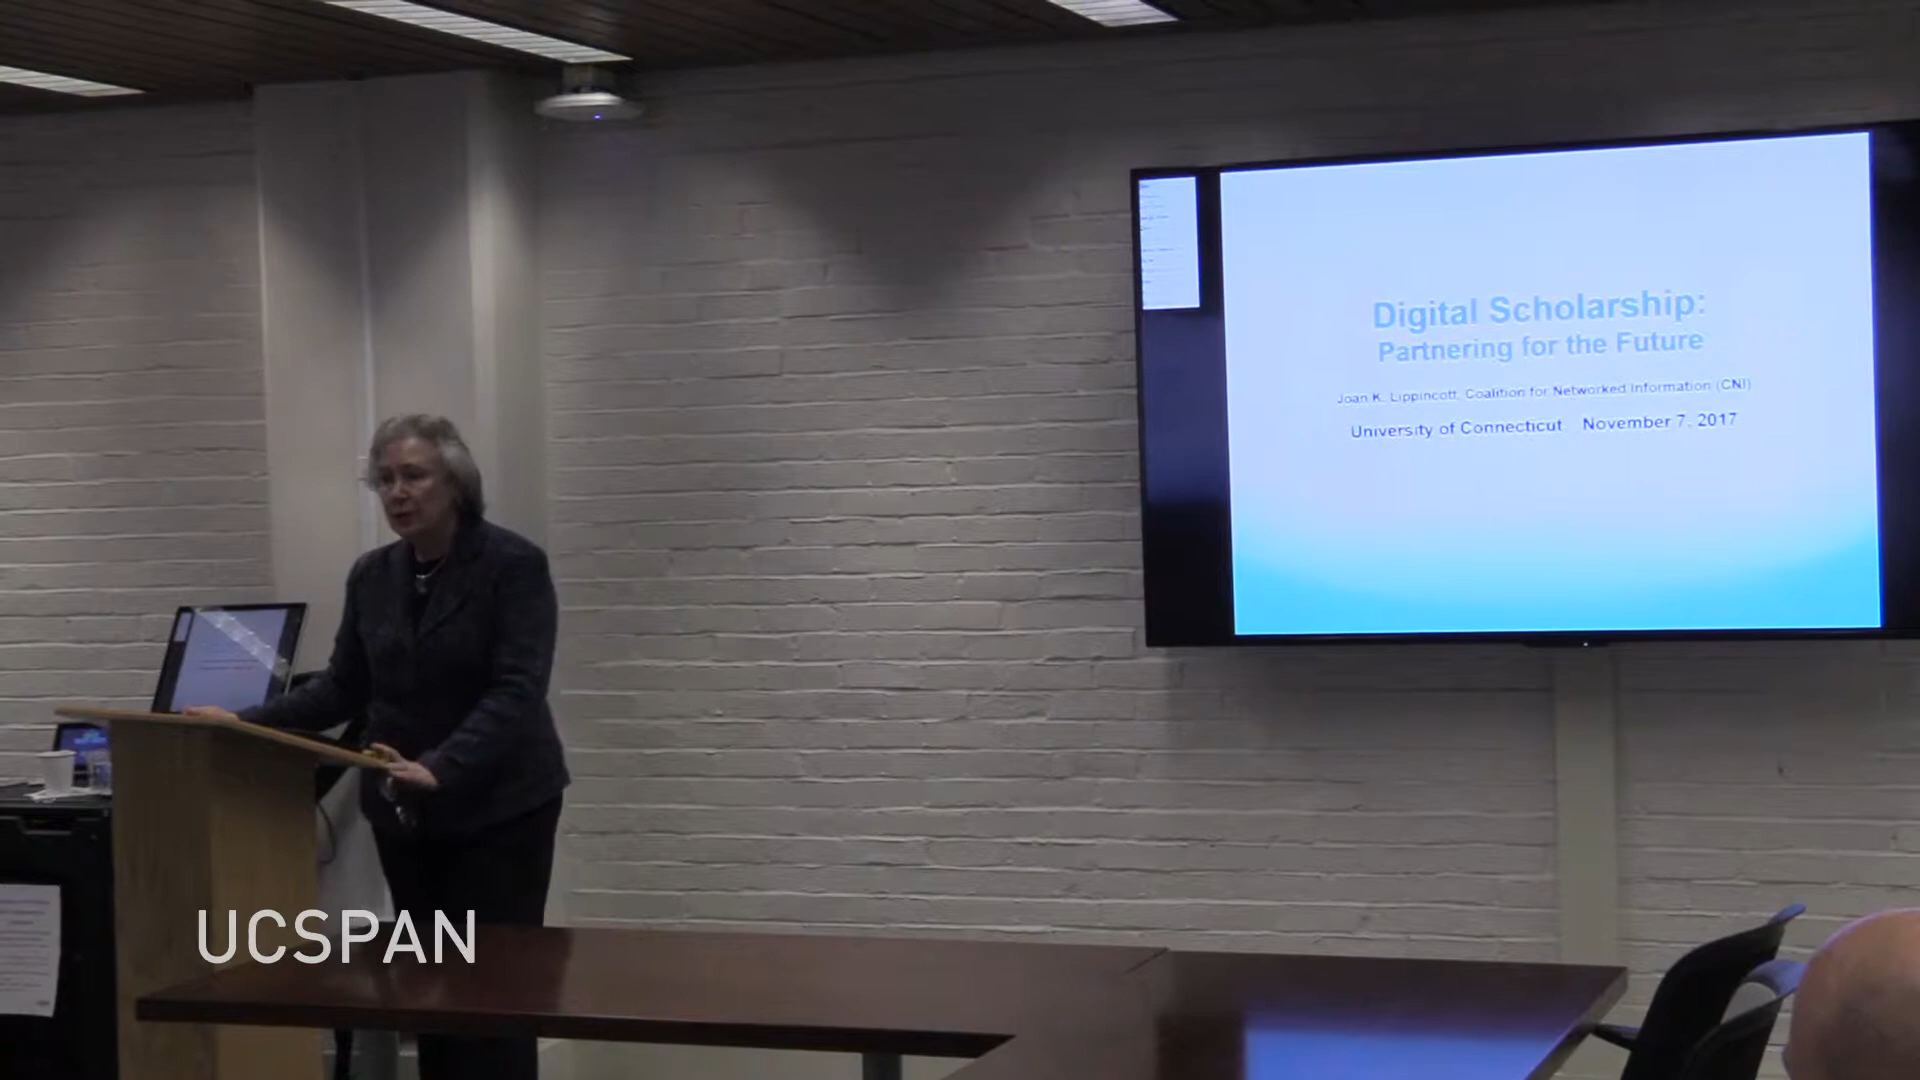 Digital Scholarship:
Partnering for the Future
Joan K. Lippincott, Coalition for Networked Information (CNI)
University of Connecticut November 7, 2017
UCSPAN